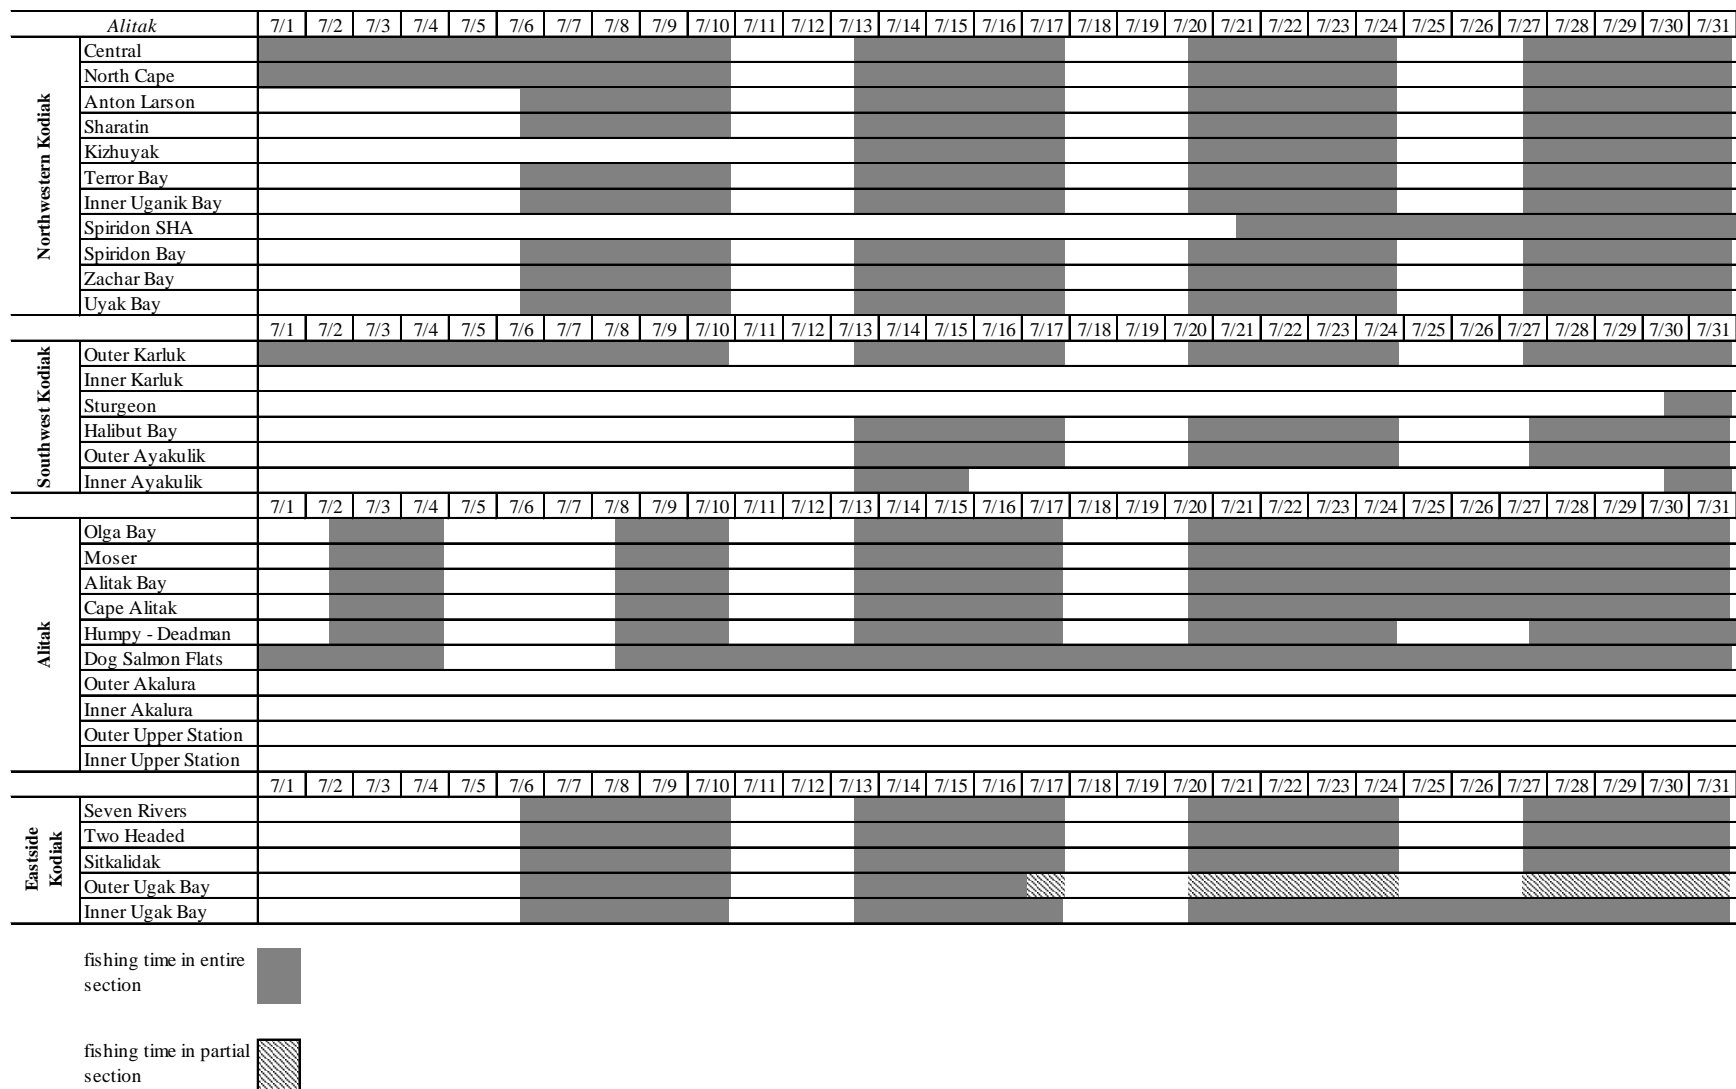 Alitak 7/1 7/2 7/3 7/4 7/5 7/6 7/7 7/8 7/9 7/10 7/11 7/12 7/13 7/14 7/15 7/16 7/17 7/18 7/19 7/20 7/21 7/22 7/23 7/24 7/25 7/26 7/27 7/28 7/29 7/30 7/31
Northwestern Kodiak
Central
North Cape
Anton Larson
Sharatin
Kizhuyak
Terror Bay
Inner Uganik Bay
Spiridon SHA
Spiridon Bay
Zachar Bay
Uyak Bay
7/1 7/2 7/3 7/4 7/5 7/6 7/7 7/8 7/9 7/10 7/11 7/12 7/13 7/14 7/15 7/16 7/17 7/18 7/19 7/20 7/21 7/22 7/23 7/24 7/25 7/26 7/27 7/28 7/29 7/30 7/31
Southwest Kodiak
Outer Karluk
Inner Karluk
Sturgeon
Halibut Bay
Outer Ayakulik
Inner Ayakulik
7/1 7/2 7/3 7/4 7/5 7/6 7/7 7/8 7/9 7/10 7/11 7/12 7/13 7/14 7/15 7/16 7/17 7/18 7/19 7/20 7/21 7/22 7/23 7/24 7/25 7/26 7/27 7/28 7/29 7/30 7/31
Alitak
Olga Bay
Moser
Alitak Bay
Cape Alitak
Humpy - Deadman
Dog Salmon Flats
Outer Akalura
Inner Akalura
Outer Upper Station
Inner Upper Station
7/1 7/2 7/3 7/4 7/5 7/6 7/7 7/8 7/9 7/10 7/11 7/12 7/13 7/14 7/15 7/16 7/17 7/18 7/19 7/20 7/21 7/22 7/23 7/24 7/25 7/26 7/27 7/28 7/29 7/30 7/31
Eastside
Kodiak
Seven Rivers
Two Headed
Sitkalidak
Outer Ugak Bay
Inner Ugak Bay
fishing time in entire
section
fishing time in partial
section